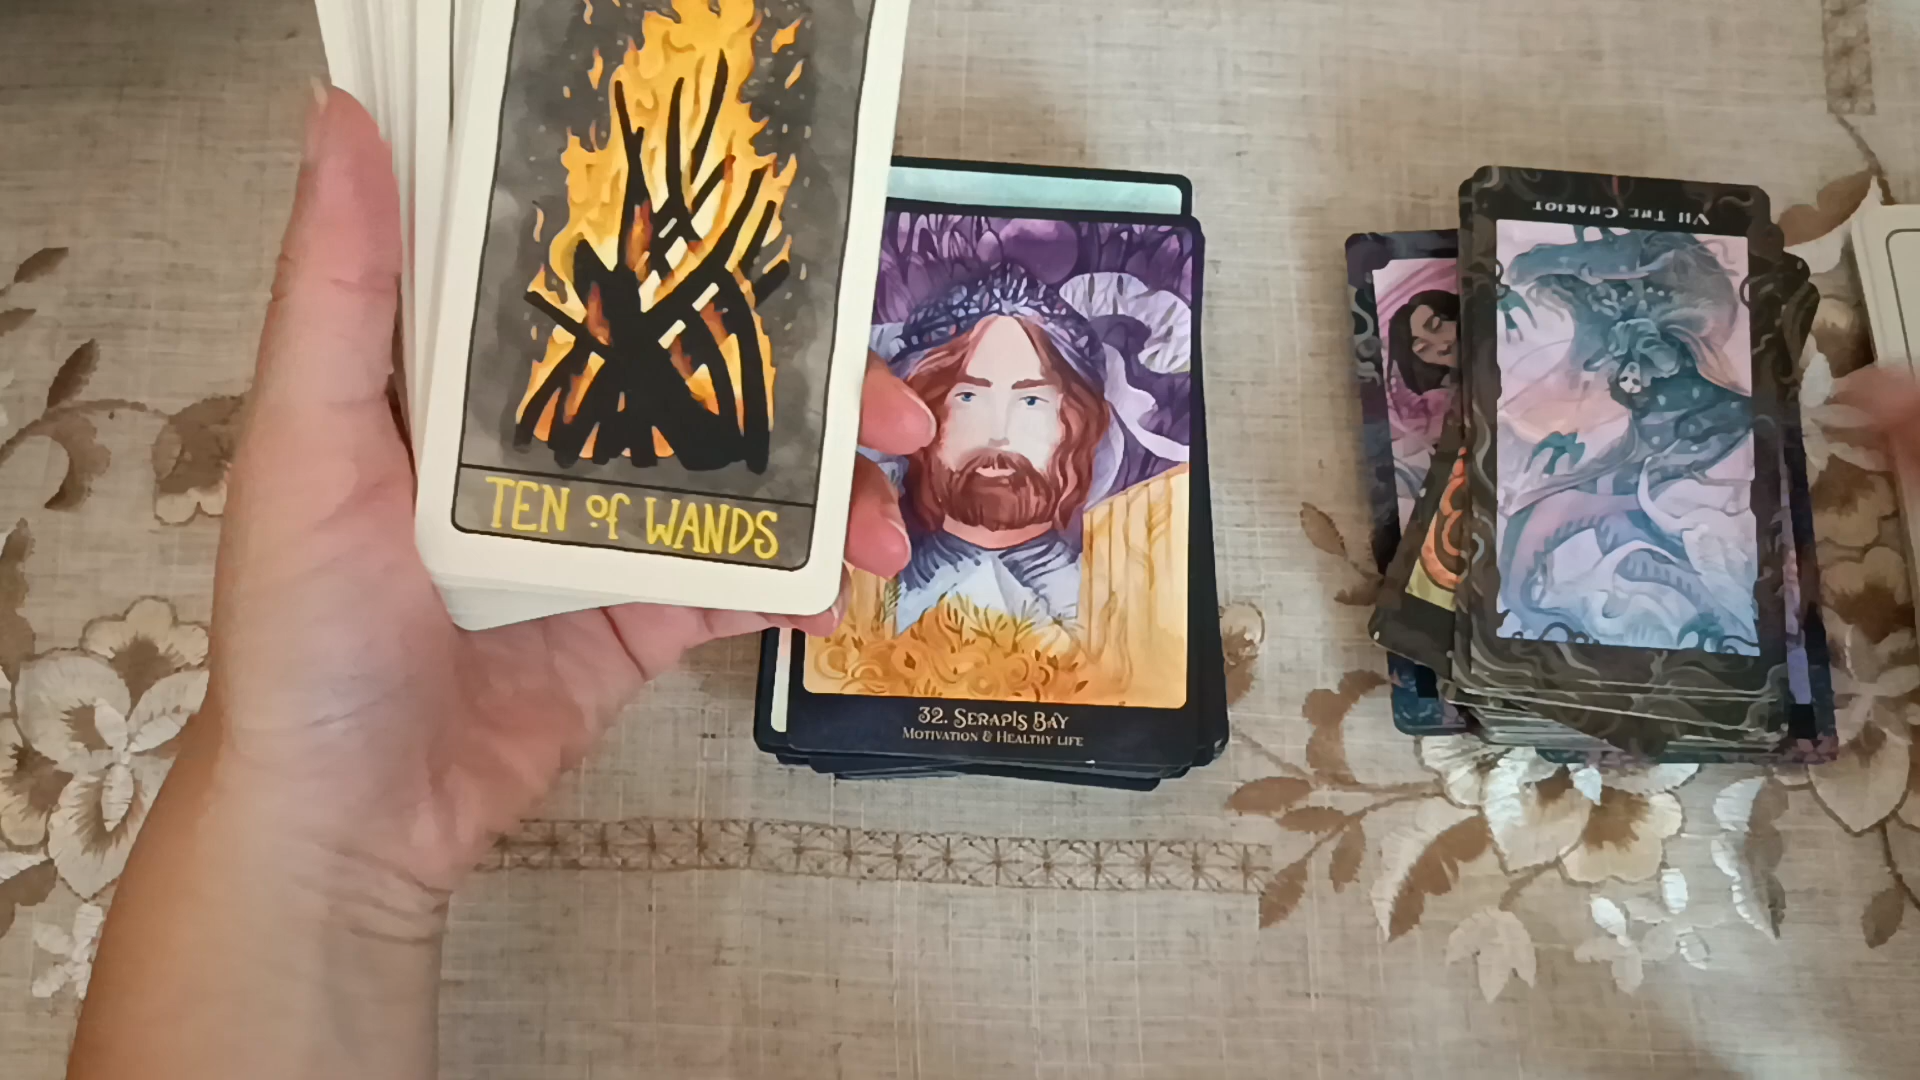 TEN of WANDS
32. SERAPIS BAY
MOTIVATION & HEALTHY LIFE
VII THE CHARIOT